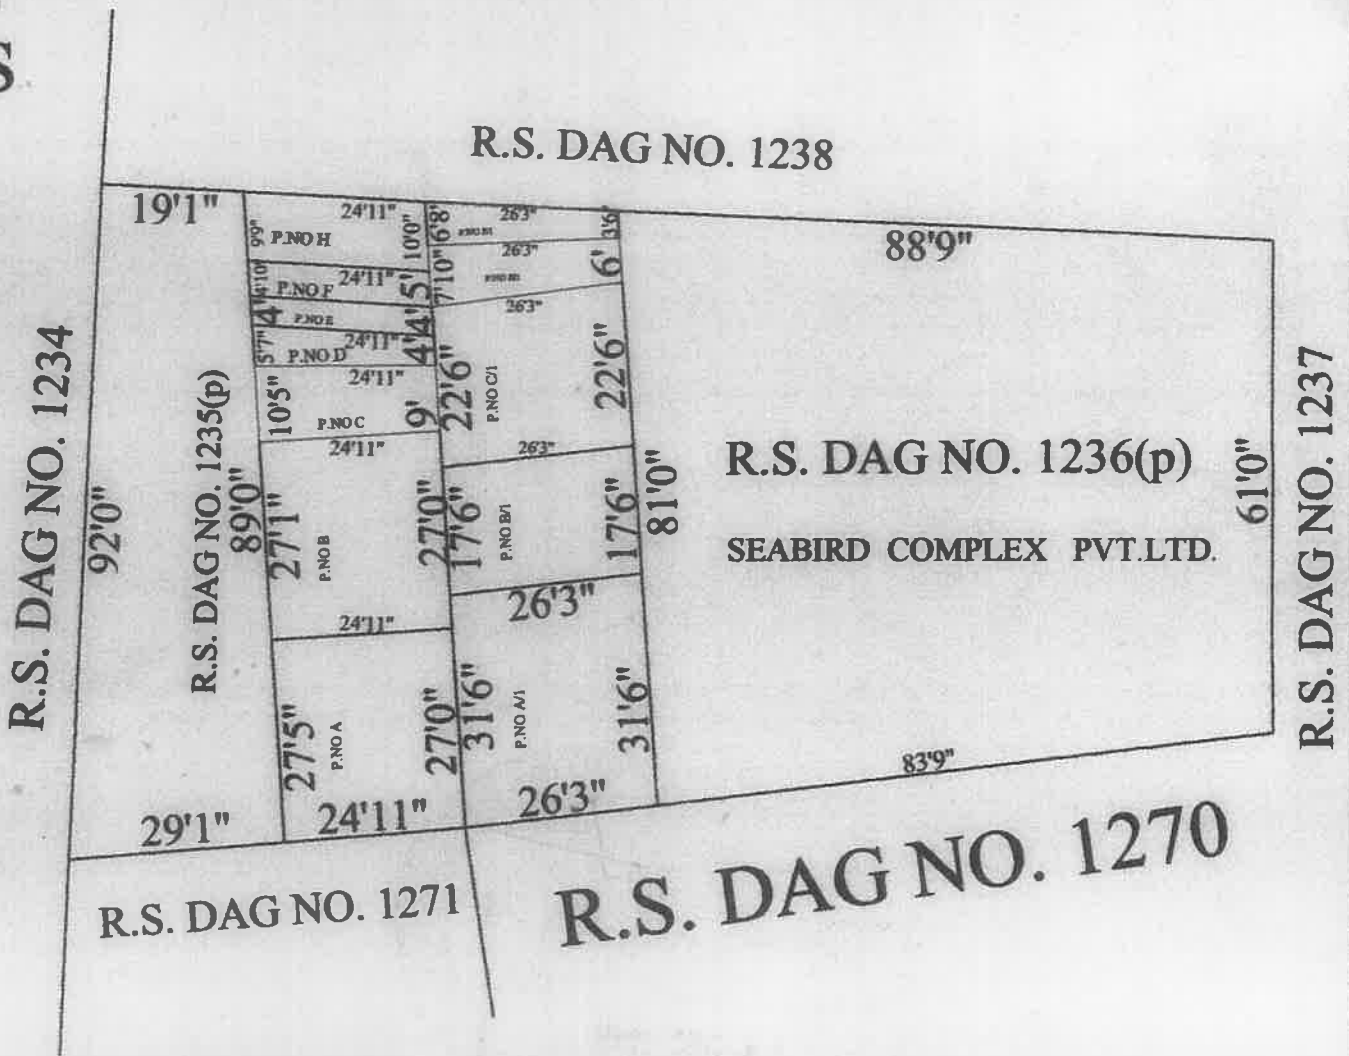 S
R.S. DAG NO. 1238
19'1"
24'11"
6'8"
26'3"
3'6"
88'9"
9'9"
P.NO H
10'0"
26'3"
6'
4'10"
24'11"
P.NO F
5'
7'10"
26'3"
4'
P.NO E
4'
5'7"
24'11"
P.NO D
4'
24'11"
10'5"
P.NO C
9'
22'6"
P.NO C/1
22'6"
24'11"
26'3"
R.S. DAG NO. 1234
92'0"
R.S. DAG NO. 1235(p)
89'0"
27'1"
P.NO B
27'0"
17'6"
P.NO B/1
17'6"
81'0"
R.S. DAG NO. 1236(p)
SEABIRD COMPLEX PVT.LTD.
61'0"
R.S. DAG NO. 1237
24'11"
26'3"
27'5"
P.NO A
27'0"
31'6"
P.NO A/1
31'6"
83'9"
29'1"
24'11"
26'3"
R.S. DAG NO. 1271
R.S. DAG NO. 1270